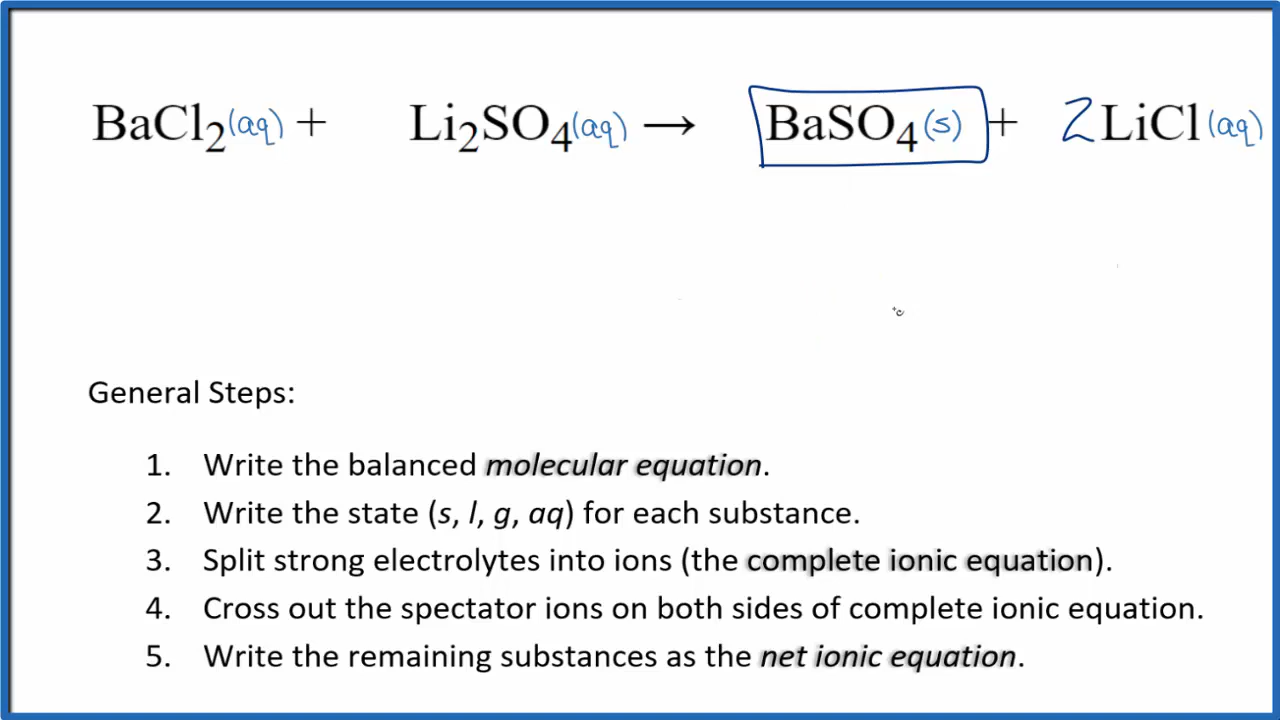 BaCl₂(aq) + Li₂SO₄(aq) → BaSO₄(s) + 2LiCl(aq)
General Steps:
1. Write the balanced molecular equation.
2. Write the state (s, l, g, aq) for each substance.
3. Split strong electrolytes into ions (the complete ionic equation).
4. Cross out the spectator ions on both sides of complete ionic equation.
5. Write the remaining substances as the net ionic equation.